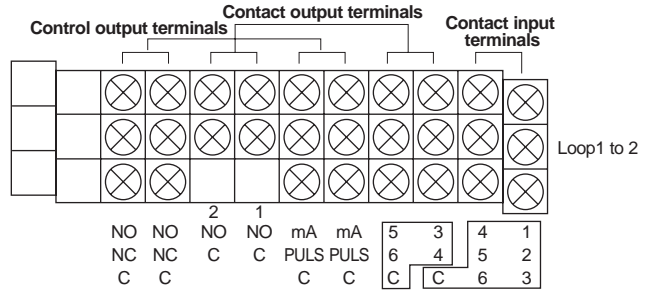 Contact output terminals
Control output terminals
Contact input
terminals
Loop1 to 2
2 1
NO NO NO NO mA mA 5 3 4 1
NC NC C C PULS PULS 6 4 5 2
C C C C C C 6 3